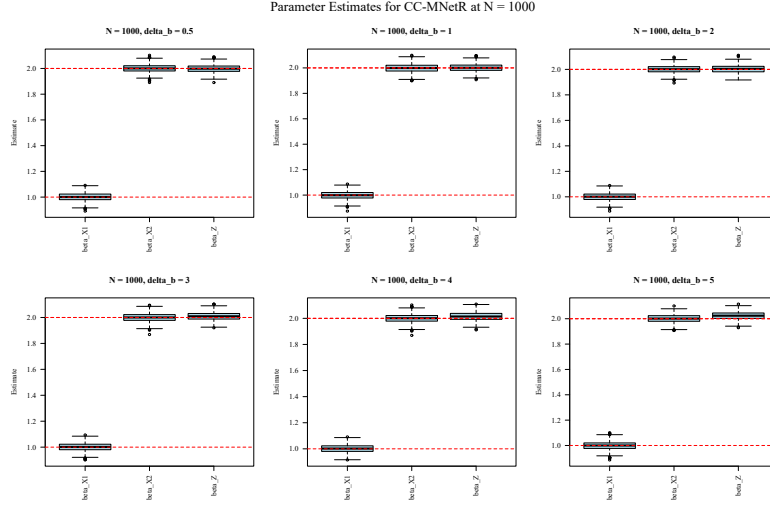 Parameter Estimates for CC-MNetR at N = 1000
N = 1000, delta_b = 0.5
Estimate
2.0
1.8
1.6
1.4
1.2
1.0
beta_X1
beta_X2
beta_Z
N = 1000, delta_b = 1
Estimate
2.0
1.8
1.6
1.4
1.2
1.0
beta_X1
beta_X2
beta_Z
N = 1000, delta_b = 2
Estimate
2.0
1.8
1.6
1.4
1.2
1.0
beta_X1
beta_X2
beta_Z
N = 1000, delta_b = 3
Estimate
2.0
1.8
1.6
1.4
1.2
1.0
beta_X1
beta_X2
beta_Z
N = 1000, delta_b = 4
Estimate
2.0
1.8
1.6
1.4
1.2
1.0
beta_X1
beta_X2
beta_Z
N = 1000, delta_b = 5
Estimate
2.0
1.8
1.6
1.4
1.2
1.0
beta_X1
beta_X2
beta_Z